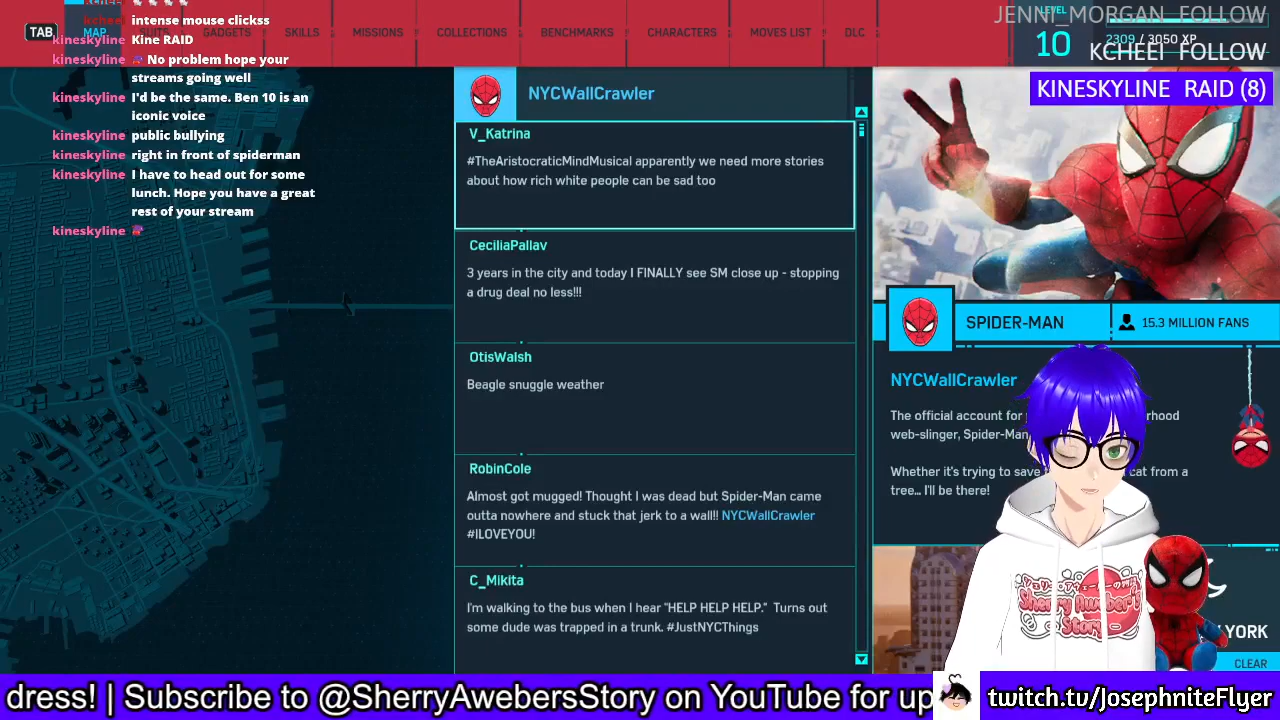 TAB
MAP
SUITS
GADGETS
SKILLS
MISSIONS
COLLECTIONS
BENCHMARKS
CHARACTERS
MOVES LIST
DLC
LEVEL
10
2309 / 3050 XP
JENNI_MORGAN FOLLOW
KCHEEI FOLLOW
KINESKYLINE RAID (8)
kcheei
kcheei intense mouse clickss
kineskyline Kine RAID
kineskyline No problem hope your
streams going well
kineskyline I'd be the same. Ben 10 is an
iconic voice
kineskyline public bullying
kineskyline right in front of spiderman
kineskyline I have to head out for some
lunch. Hope you have a great
rest of your stream
kineskyline
NYCWallCrawler
V_Katrina
#TheAristocraticMindMusical apparently we need more stories
about how rich white people can be sad too
CeciliaPallav
3 years in the city and today I FINALLY see SM close up - stopping
a drug deal no less!!!
OtisWalsh
Beagle snuggle weather
RobinCole
Almost got mugged! Thought I was dead but Spider-Man came
outta nowhere and stuck that jerk to a wall!! NYCWallCrawler
#ILOVEYOU!
C_Mikita
I'm walking to the bus when I hear "HELP HELP HELP." Turns out
some dude was trapped in a trunk. #JustNYCThings
SPIDER-MAN
15.3 MILLION FANS
NYCWallCrawler
The official account for
web-slinger, Spider-Man
Whether it's trying to save cat from a
tree... I'll be there!
YORK
CLEAR
Sherry Aweber's
Story
dress! | Subscribe to @SherryAwebersStory on YouTube for up
twitch.tv/JosephniteFlyer